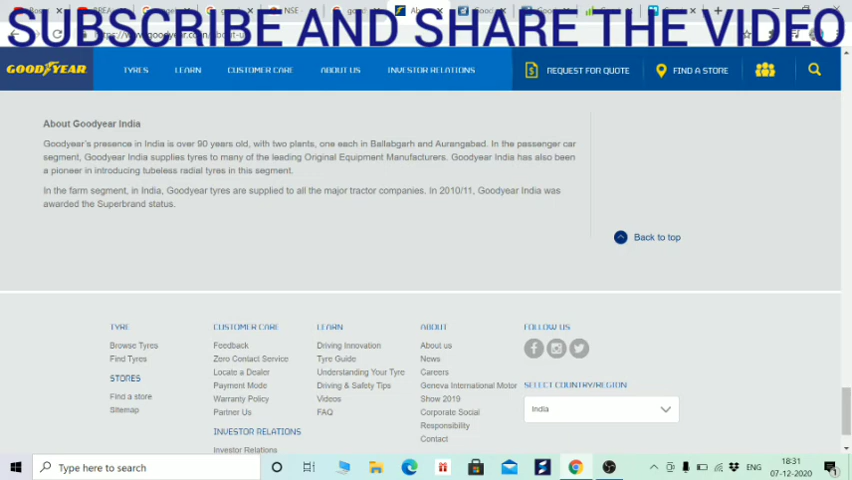 SUBSCRIBE AND SHARE THE VIDEO
GOODYEAR
TYRES
LEARN
CUSTOMER CARE
ABOUT US
INVESTOR RELATIONS
REQUEST FOR QUOTE
FIND A STORE
About Goodyear India
Goodyear's presence in India is over 90 years old, with two plants, one each in Ballabgarh and Aurangabad. In the passenger car
segment, Goodyear India supplies tyres to many of the leading Original Equipment Manufacturers. Goodyear India has also been
a pioneer in introducing tubeless radial tyres in this segment.
In the farm segment, in India, Goodyear tyres are supplied to all the major tractor companies. In 2010/11, Goodyear India was
awarded the Superbrand status.
Back to top
TYRE
Browse Tyres
Find Tyres
STORES
Find a store
Sitemap
CUSTOMER CARE
Feedback
Zero Contact Service
Locate a Dealer
Payment Mode
Warranty Policy
Partner Us
INVESTOR RELATIONS
Investor Relations
LEARN
Driving Innovation
Tyre Guide
Understanding Your Tyre
Driving & Safety Tips
Videos
FAQ
ABOUT
About us
News
Careers
Geneva International Motor
Show 2019
Corporate Social
Responsibility
Contact
FOLLOW US
SELECT COUNTRY/REGION
India
Type here to search
ENG
18:31
07-12-2020